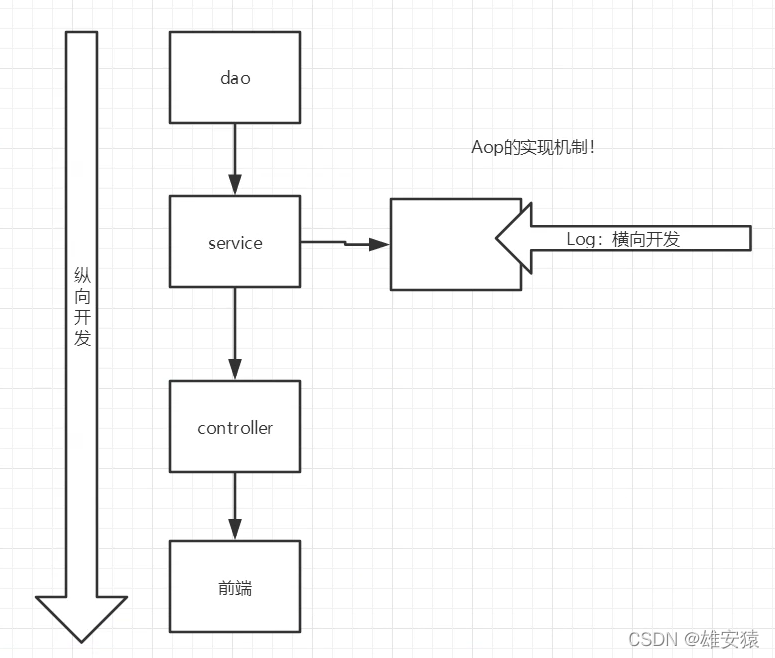 dao
Aop的实现机制！
service
Log：横向开发
纵向开发
controller
前端
CSDN @雄安猿